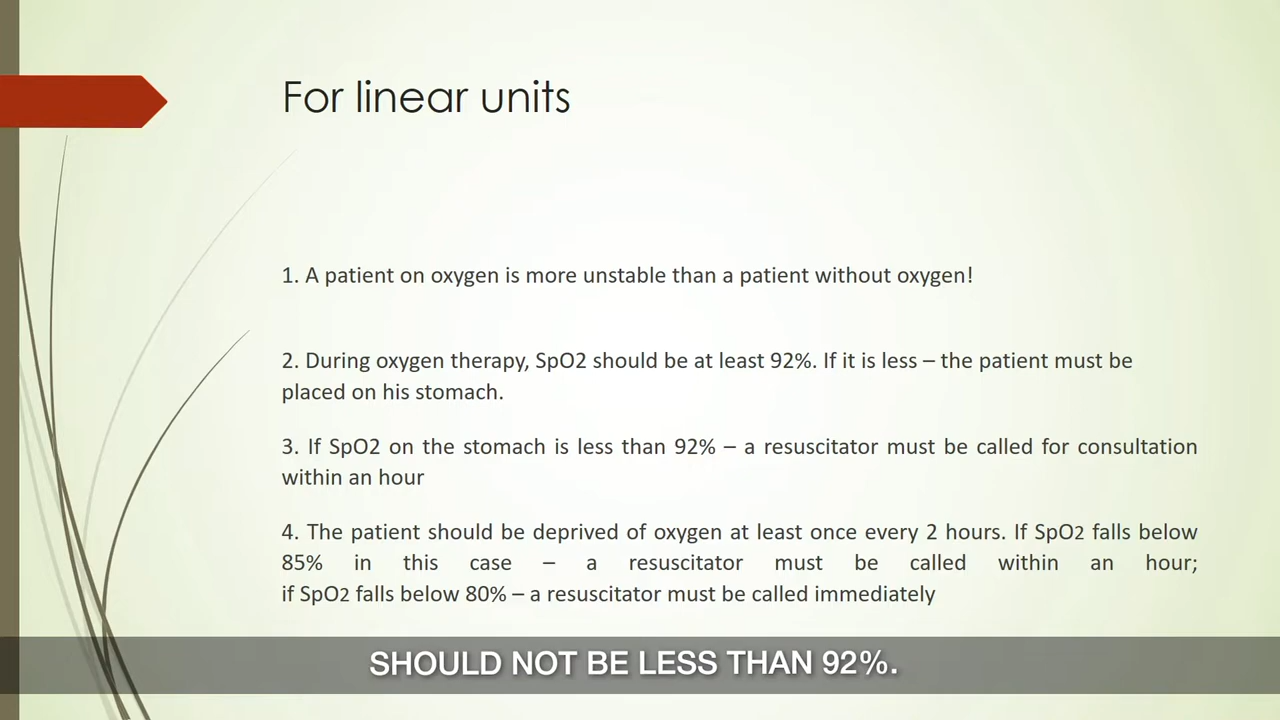 For linear units
1. A patient on oxygen is more unstable than a patient without oxygen!
2. During oxygen therapy, SpO2 should be at least 92%. If it is less – the patient must be
placed on his stomach.
3. If SpO2 on the stomach is less than 92% – a resuscitator must be called for consultation
within an hour
4. The patient should be deprived of oxygen at least once every 2 hours. If SpO2 falls below
85% in this case – a resuscitator must be called within an hour;
if SpO2 falls below 80% – a resuscitator must be called immediately
SHOULD NOT BE LESS THAN 92%.